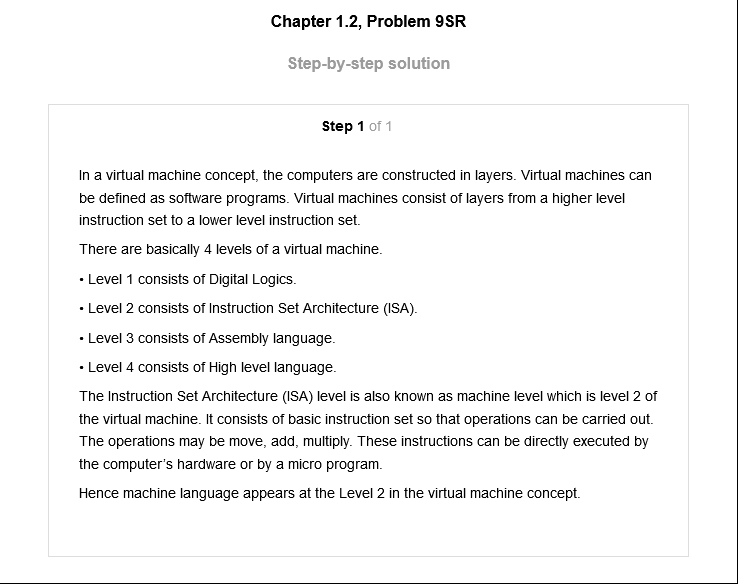 Chapter 1.2, Problem 9SR
Step-by-step solution
Step 1 of 1
In a virtual machine concept, the computers are constructed in layers. Virtual machines can
be defined as software programs. Virtual machines consist of layers from a higher level
instruction set to a lower level instruction set.
There are basically 4 levels of a virtual machine.
• Level 1 consists of Digital Logics.
• Level 2 consists of Instruction Set Architecture (ISA).
• Level 3 consists of Assembly language.
• Level 4 consists of High level language.
The Instruction Set Architecture (ISA) level is also known as machine level which is level 2 of
the virtual machine. It consists of basic instruction set so that operations can be carried out.
The operations may be move, add, multiply. These instructions can be directly executed by
the computer's hardware or by a micro program.
Hence machine language appears at the Level 2 in the virtual machine concept.